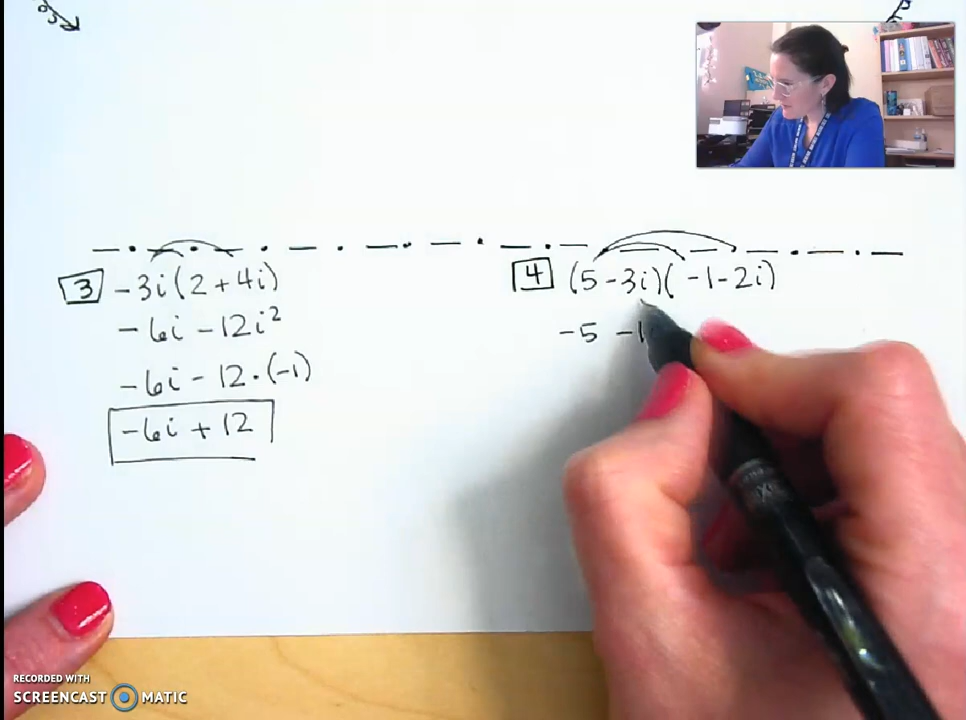 3 -3i(2+4i)
-6i -12i²
-6i -12•(-1)
-6i + 12
4 (5-3i)(-1-2i)
-5 -1
RECORDED WITH
SCREENCAST MATIC